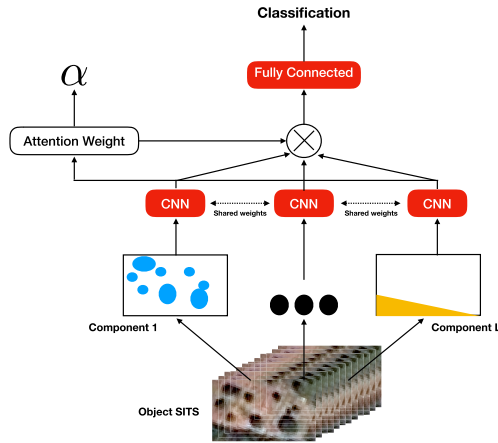 Classification
α
Fully Connected
Attention Weight
CNN
CNN
CNN
Shared weights
Shared weights
Component 1
Component L
Object SITS